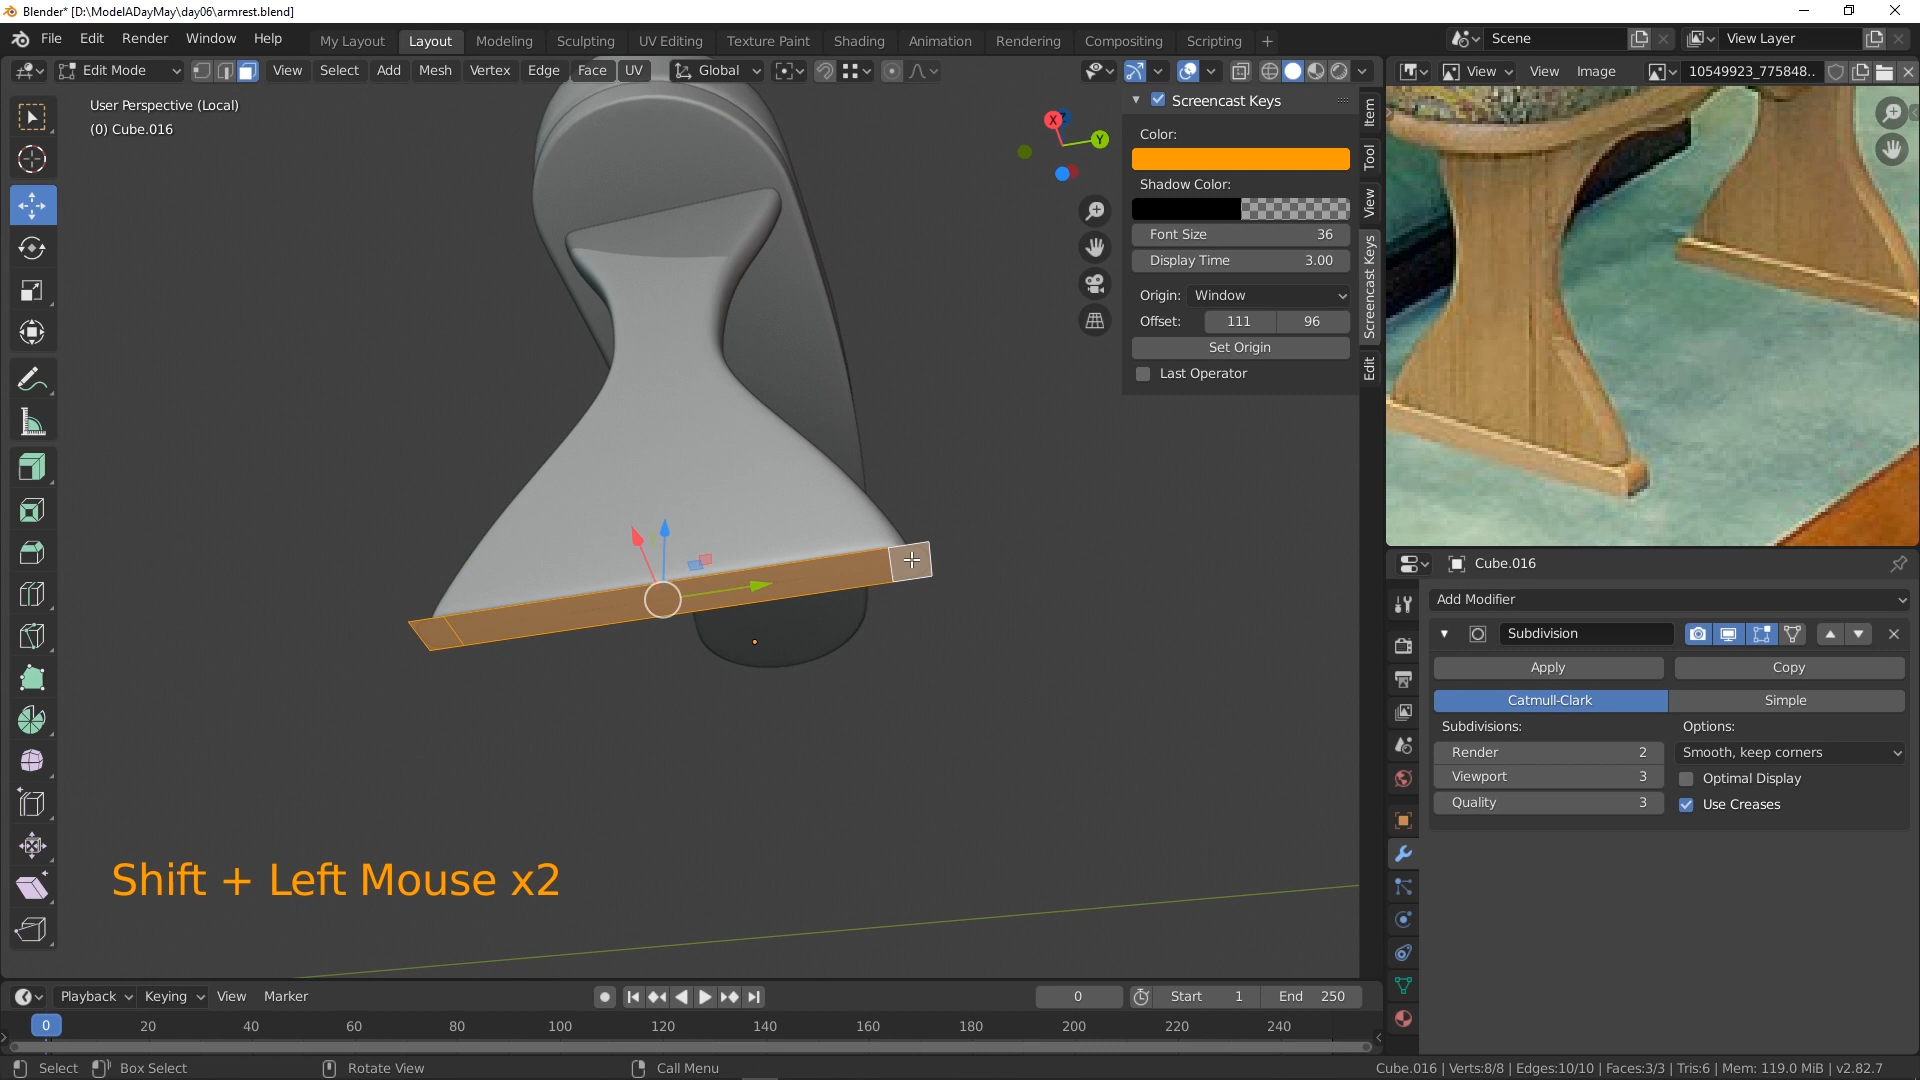 Blender* [D:\ModelADayMay\day06\armrest.blend]
File Edit Render Window Help My Layout Layout Modeling Sculpting UV Editing Texture Paint Shading Animation Rendering Compositing Scripting + Scene View Layer
Edit Mode View Select Add Mesh Vertex Edge Face UV Global View View Image 10549923_775848..
User Perspective (Local)
(0) Cube.016
X
Y
Screencast Keys
Color:
Shadow Color:
Font Size 36
Display Time 3.00
Origin: Window
Offset: 111 96
Set Origin
Last Operator
Item
Tool
View
Screencast Keys
Edit
Cube.016
Add Modifier
Subdivision
Apply Copy
Catmull-Clark Simple
Subdivisions: Options:
Render 2 Smooth, keep corners
Viewport 3 Optimal Display
Quality 3 Use Creases
Shift + Left Mouse x2
Playback Keying View Marker 0 Start 1 End 250
0 20 40 60 80 100 120 140 160 180 200 220 240
Select Box Select Rotate View Call Menu Cube.016 | Verts:8/8 | Edges:10/10 | Faces:3/3 | Tris:6 | Mem: 119.0 MiB | v2.82.7